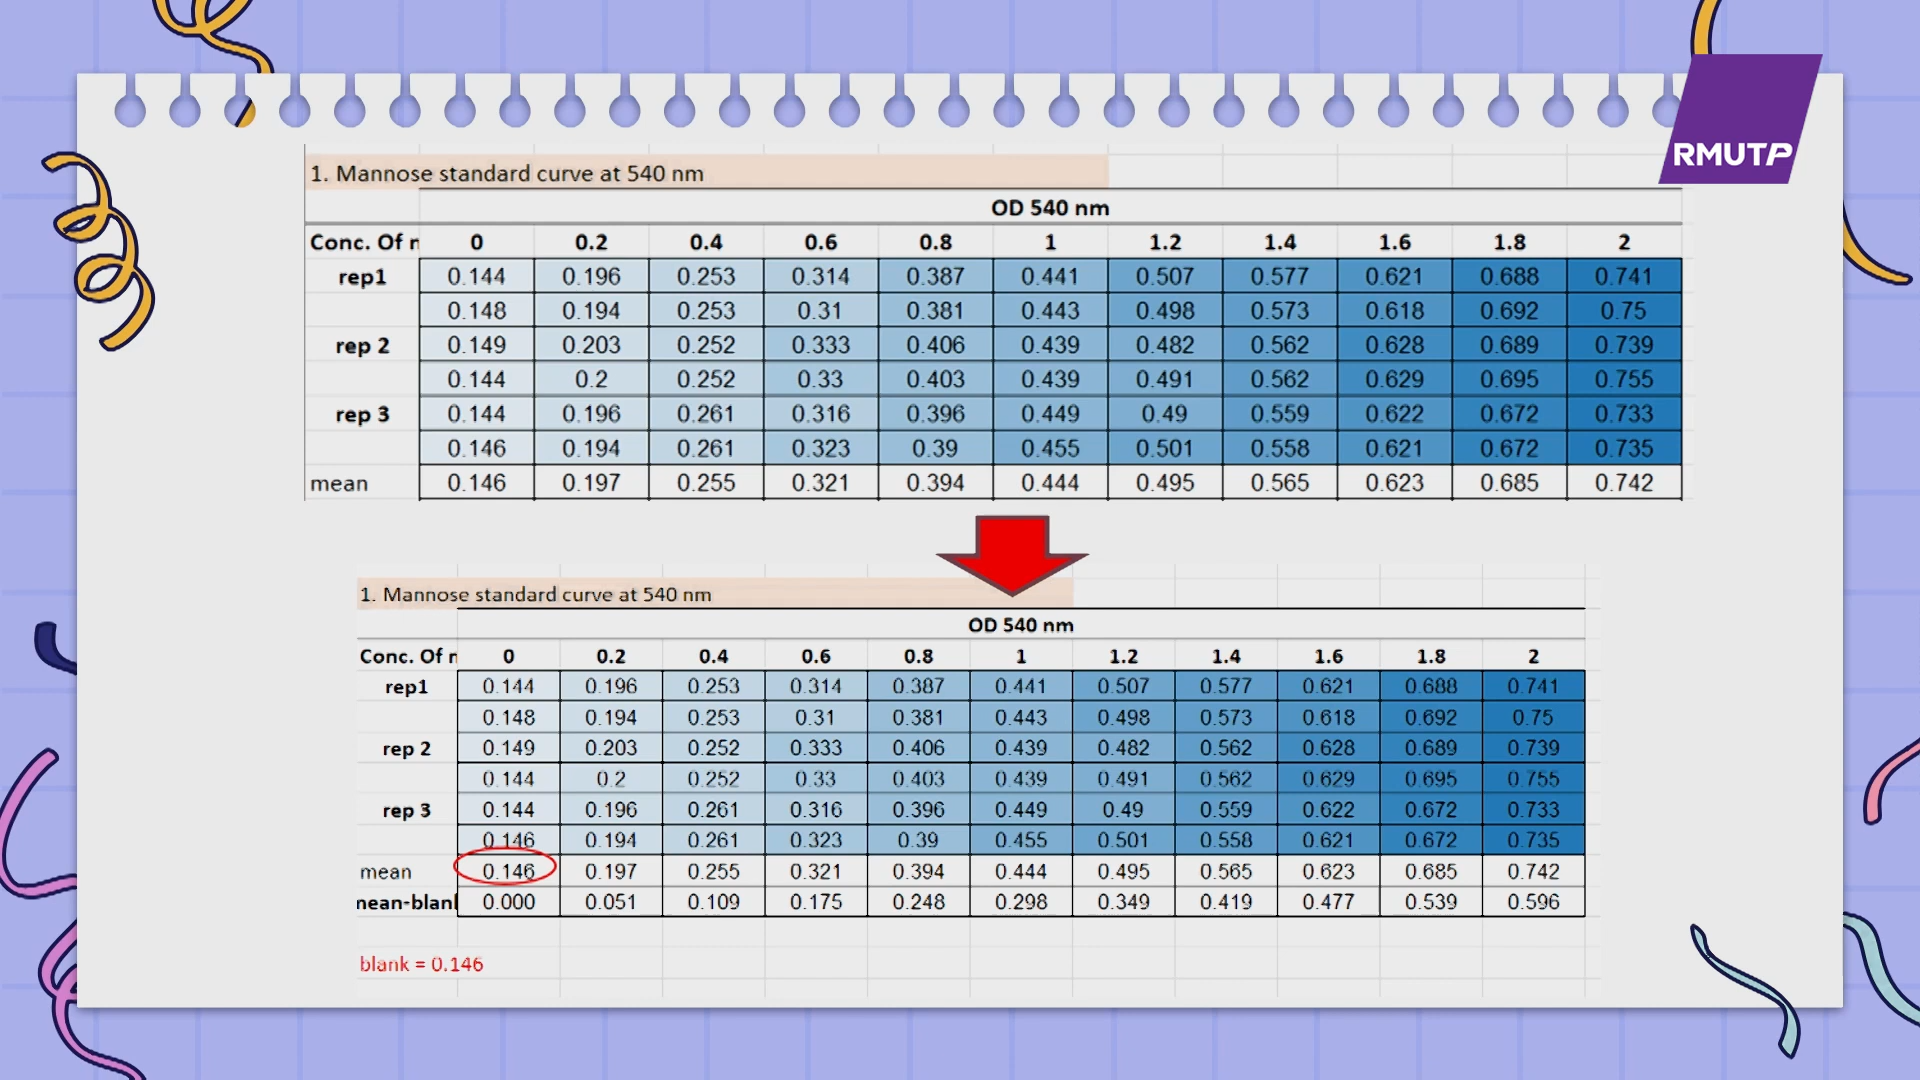 RMUTP
1. Mannose standard curve at 540 nm
OD 540 nm
Conc. Of n 0 0.2 0.4 0.6 0.8 1 1.2 1.4 1.6 1.8 2
rep1 0.144 0.196 0.253 0.314 0.387 0.441 0.507 0.577 0.621 0.688 0.741
0.148 0.194 0.253 0.31 0.381 0.443 0.498 0.573 0.618 0.692 0.75
rep 2 0.149 0.203 0.252 0.333 0.406 0.439 0.482 0.562 0.628 0.689 0.739
0.144 0.2 0.252 0.33 0.403 0.439 0.491 0.562 0.629 0.695 0.755
rep 3 0.144 0.196 0.261 0.316 0.396 0.449 0.49 0.559 0.622 0.672 0.733
0.146 0.194 0.261 0.323 0.39 0.455 0.501 0.558 0.621 0.672 0.735
mean 0.146 0.197 0.255 0.321 0.394 0.444 0.495 0.565 0.623 0.685 0.742
1. Mannose standard curve at 540 nm
OD 540 nm
Conc. Of n 0 0.2 0.4 0.6 0.8 1 1.2 1.4 1.6 1.8 2
rep1 0.144 0.196 0.253 0.314 0.387 0.441 0.507 0.577 0.621 0.688 0.741
0.148 0.194 0.253 0.31 0.381 0.443 0.498 0.573 0.618 0.692 0.75
rep 2 0.149 0.203 0.252 0.333 0.406 0.439 0.482 0.562 0.628 0.689 0.739
0.144 0.2 0.252 0.33 0.403 0.439 0.491 0.562 0.629 0.695 0.755
rep 3 0.144 0.196 0.261 0.316 0.396 0.449 0.49 0.559 0.622 0.672 0.733
0.146 0.194 0.261 0.323 0.39 0.455 0.501 0.558 0.621 0.672 0.735
mean 0.146 0.197 0.255 0.321 0.394 0.444 0.495 0.565 0.623 0.685 0.742
mean-blank 0.000 0.051 0.109 0.175 0.248 0.298 0.349 0.419 0.477 0.539 0.596
blank = 0.146